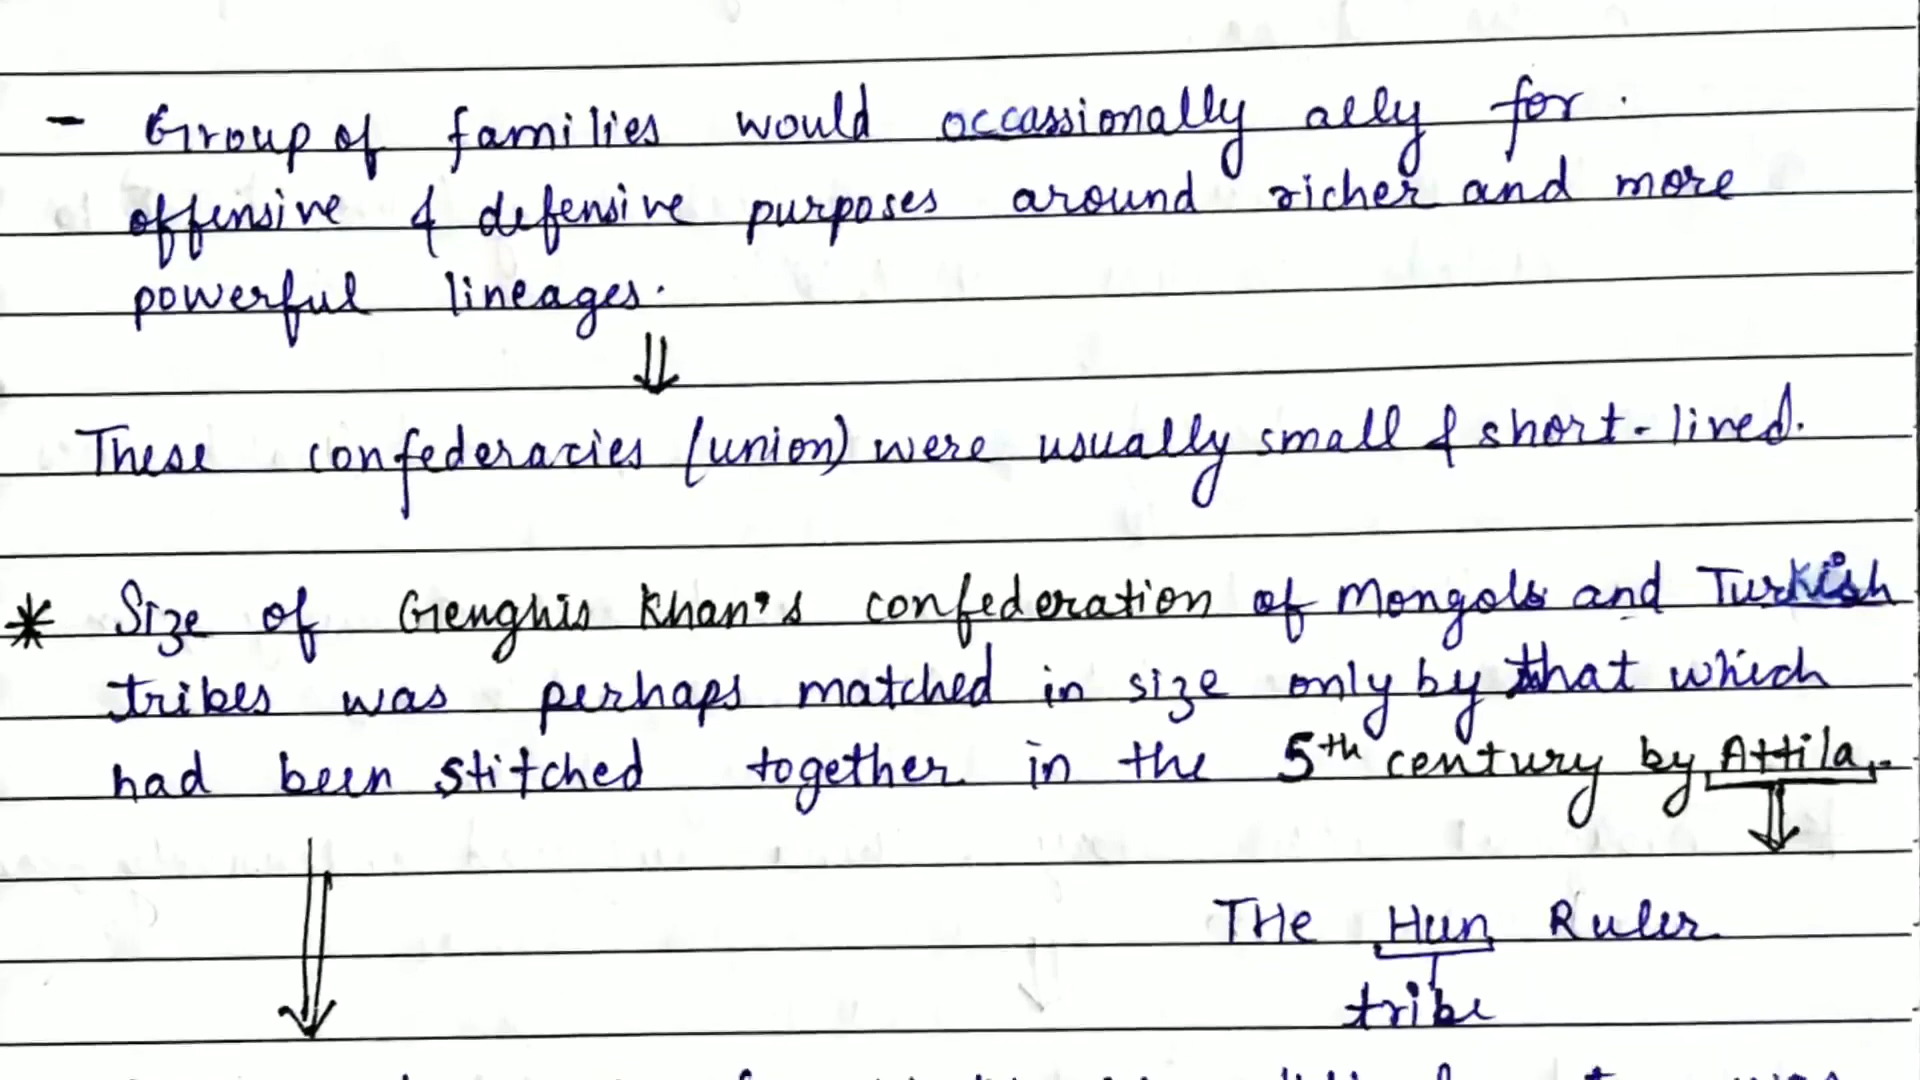 - Group of families would occassionally ally for.
offensive & defensive purposes around richer and more
powerful lineages.
⇓
These confederacies (union) were usually small & short-lived.
* Size of Genghis Khan's confederation of Mongols and Turkish
tribes was perhaps matched in size only by that which
had been stitched together in the 5th century by Attila.
⇓
THe Hun Ruler
tribe